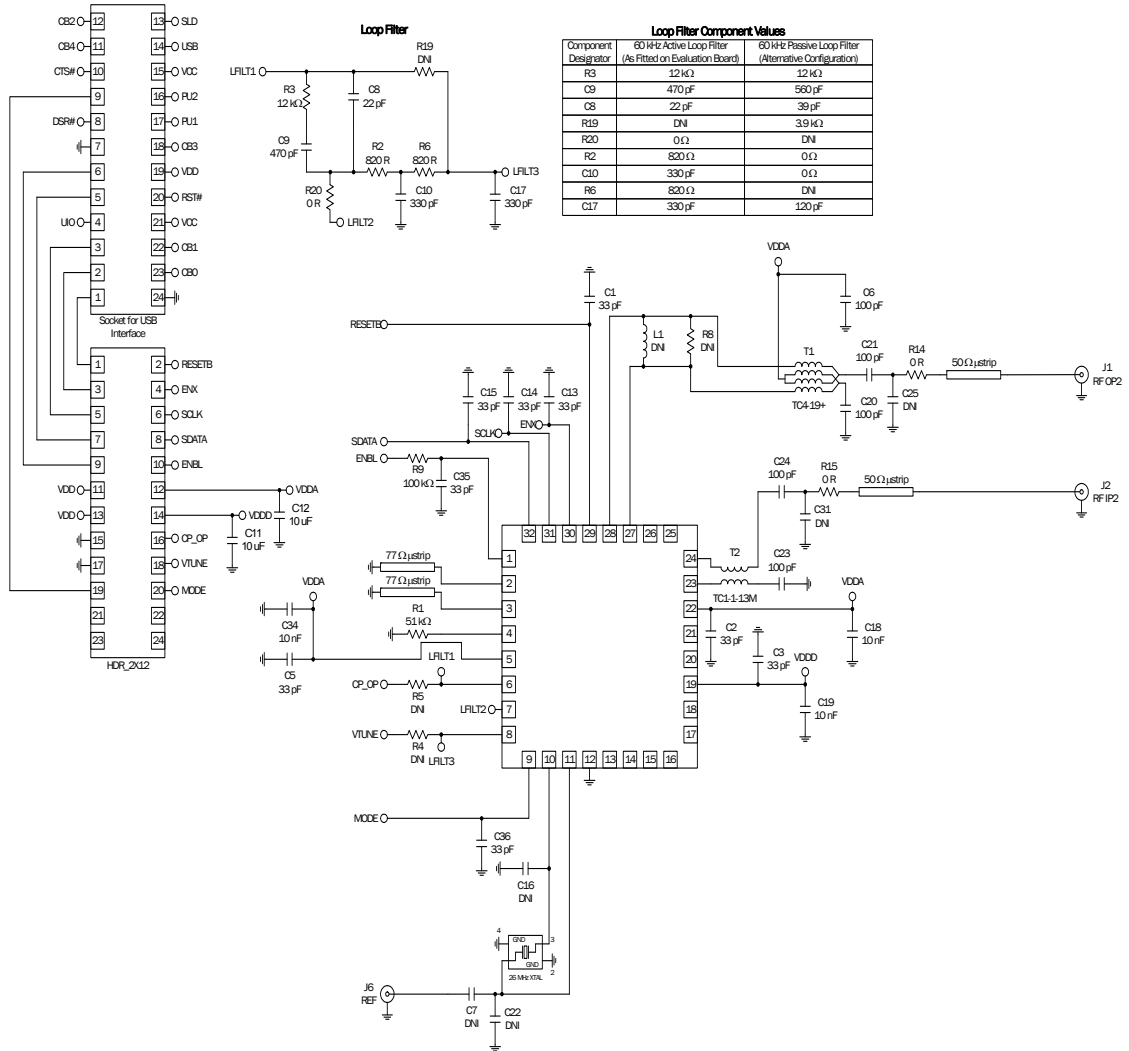 CB2 12 13 SLD
CB4 11 14 USB
CTS# 10 15 VCC
9 16 PU2
DSR# 8 17 PU1
7 18 CB3
6 19 VDD
5 20 RST#
UIO 4 21 VCC
3 22 CB1
2 23 CB0
1 24
Socket for USB
Interface
1 2 RESETB
3 4 ENX
5 6 SCLK
7 8 SDATA
9 10 ENBL
VDD 11 12 VDDA
C12
10 uF
VDD 13 14 VDDD
C11
10 uF
15 16 CP_OP
17 18 VTUNE
19 20 MODE
21 22
23 24
HDR_2X12
Loop Filter
LFILT1
R19
DNI
R3
12 kΩ
C8
22 pF
C9
470 pF
R2
820 R
R6
820 R
LFILT3
R20
0 R
C10
330 pF
C17
330 pF
LFILT2
Loop Filter Component Values
Component Designator 60 kHz Active Loop Filter (As Fitted on Evaluation Board) 60 kHz Passive Loop Filter (Alternative Configuration)
R3 12 kΩ 12 kΩ
C9 470 pF 560 pF
C8 22 pF 39 pF
R19 DNI 3.9 kΩ
R20 0 Ω DNI
R2 820 Ω 0 Ω
C10 330 pF 0 Ω
R6 820 Ω DNI
C17 330 pF 120 pF
VDDA
C6
100 pF
C1
33 pF
RESETB
L1
DNI
R8
DNI
T1
TC4-19+
C21
100 pF
R14
0 R
50 Ω μstrip
J1
RF OP2
C20
100 pF
C25
DNI
C15
33 pF
C14
33 pF
C13
33 pF
ENX
SCLK
SDATA
ENBL
R9
100 kΩ
C35
33 pF
C24
100 pF
R15
0 R
50 Ω μstrip
J2
RF IP2
C31
DNI
32 31 30 29 28 27 26 25
1
2
3
4
5
6
7
8
24
23
22
21
20
19
18
17
9 10 11 12 13 14 15 16
T2
TC1-1-13M
C23
100 pF
VDDA
C2
33 pF
C18
10 nF
C3
33 pF
VDDD
C19
10 nF
77 Ω μstrip
77 Ω μstrip
VDDA
R1
51 kΩ
C34
10 nF
C5
33 pF
LFILT1
CP_OP
R5
DNI
LFILT2
VTUNE
R4
DNI
LFILT3
MODE
C36
33 pF
C16
DNI
4
GND
3
GND
2
26 MHz XTAL
J6
REF
C7
DNI
C22
DNI